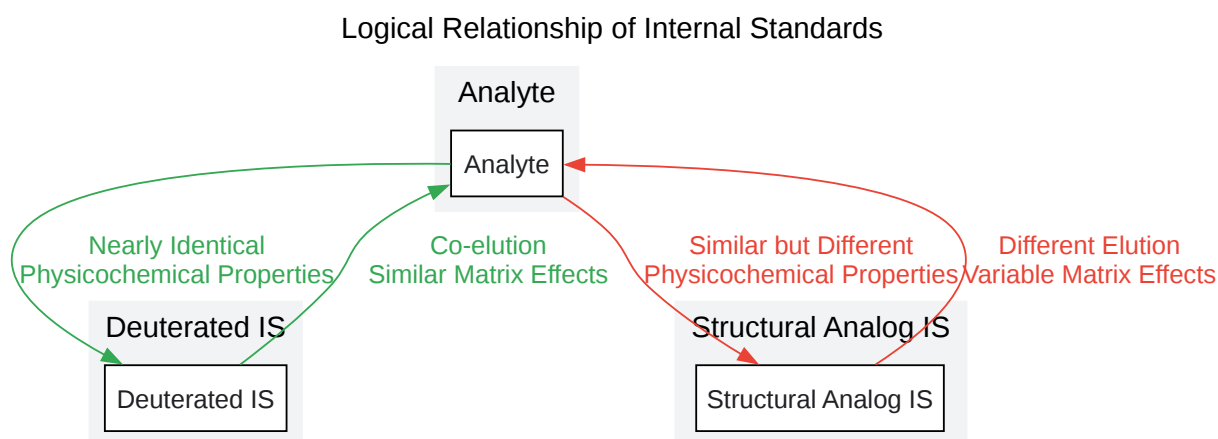 Logical Relationship of Internal Standards
Analyte
Analyte
Nearly Identical
Physicochemical Properties
Co-elution
Similar Matrix Effects
Similar but Different
Physicochemical Properties
Different Elution
Variable Matrix Effects
Deuterated IS
Deuterated IS
Structural Analog IS
Structural Analog IS